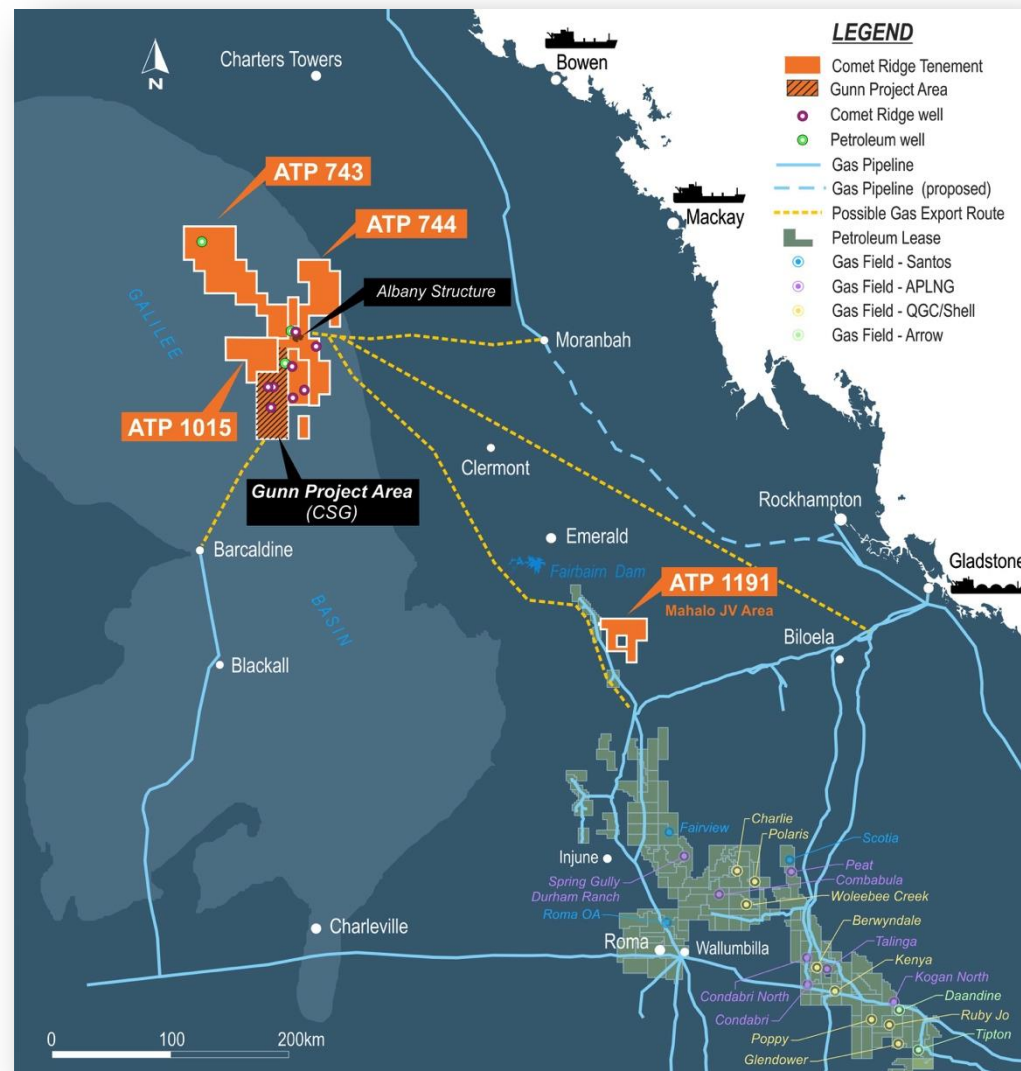 LEGEND
Comet Ridge Tenement
Gunn Project Area
Comet Ridge well
Petroleum well
Gas Pipeline
Gas Pipeline (proposed)
Possible Gas Export Route
Petroleum Lease
Gas Field - Santos
Gas Field - APLNG
Gas Field - QGC/Shell
Gas Field - Arrow
N
Charters Towers
Bowen
Mackay
ATP 743
ATP 744
Albany Structure
GALILEE
Moranbah
ATP 1015
Clermont
Gunn Project Area
(CSG)
Rockhampton
Barcaldine
Emerald
Fairbairn Dam
Gladstone
ATP 1191
Mahalo JV Area
BASIN
Biloela
Blackall
Charlie
Polaris
Fairview
Scotia
Injune
Peat
Spring Gully
Combabula
Durham Ranch
Woleebee Creek
Roma OA
Berwyndale
Charleville
Talinga
Roma
Wallumbilla
Kenya
Kogan North
Condabri North
Daandine
Condabri
Ruby Jo
Poppy
Tipton
Glendower
0 100 200km